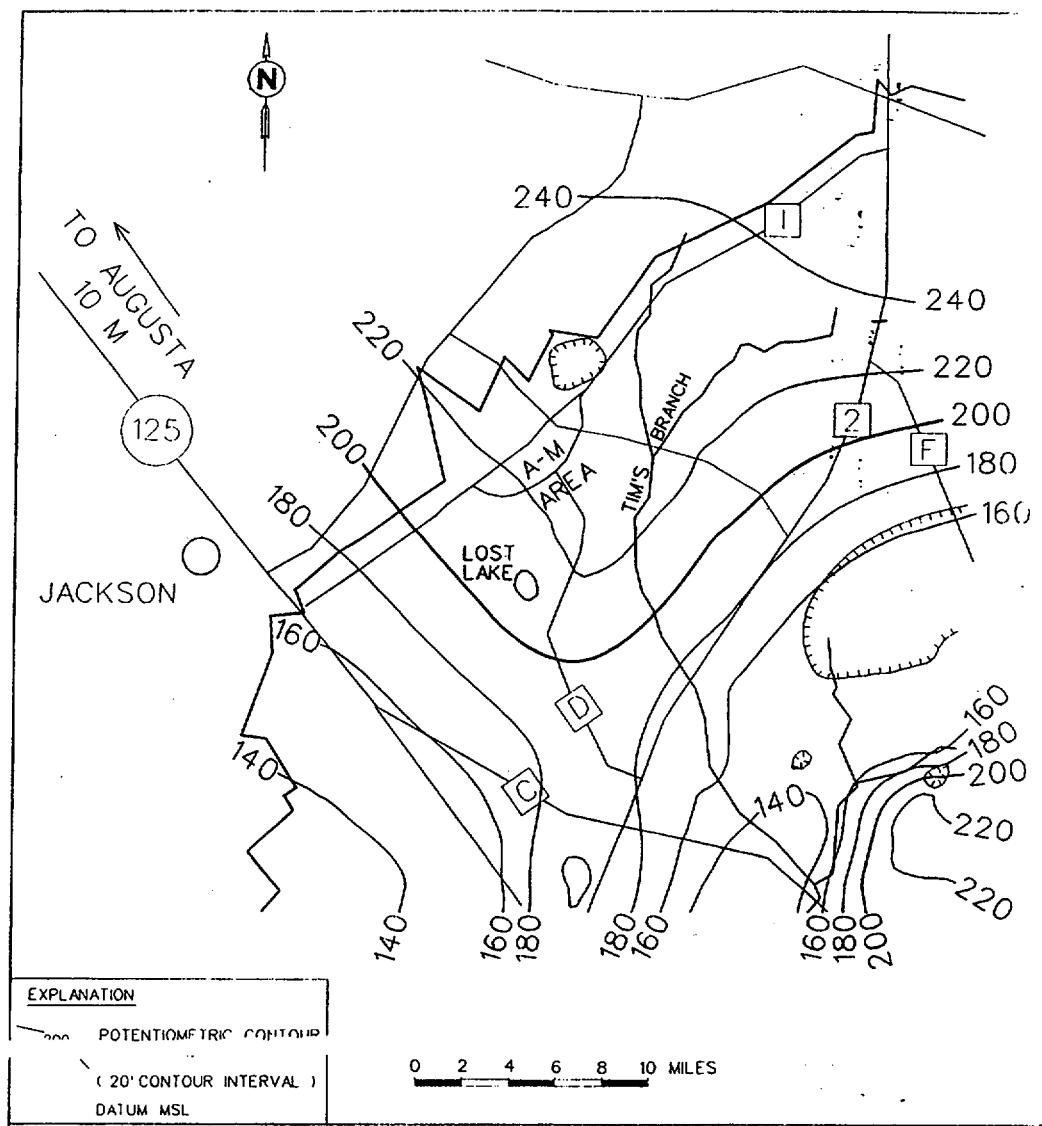 N
240
1
TO AUGUSTA
10 M
240
220
220
125
200
BRANCH
2
200
F
180
A-M
AREA
TIM'S
180
160
LOST
LAKE
JACKSON
160
D
160
180
140
C
140
200
220
220
140
160
180
180
160
160
180
200
EXPLANATION
POTENTIOMETRIC CONTOUR
( 20' CONTOUR INTERVAL )
DATUM MSL
0 2 4 6 8 10 MILES